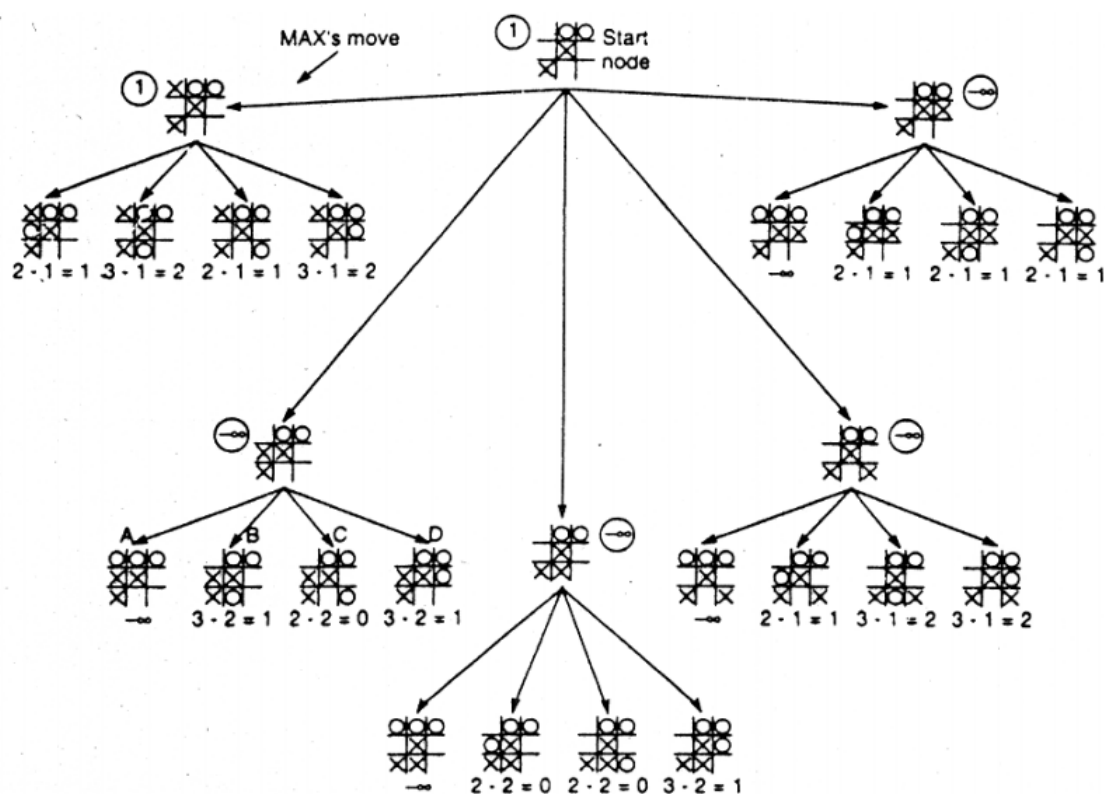 MAX's move
1
Start
node
1
-∞
2 - 1 = 1
3 - 1 = 2
2 - 1 = 1
3 - 1 = 2
-∞
2 - 1 = 1
2 - 1 = 1
2 - 1 = 1
-∞
-∞
A
B
C
D
-∞
-∞
3 - 2 = 1
2 - 2 = 0
3 - 2 = 1
-∞
2 - 1 = 1
3 - 1 = 2
3 - 1 = 2
-∞
2 - 2 = 0
2 - 2 = 0
3 - 2 = 1